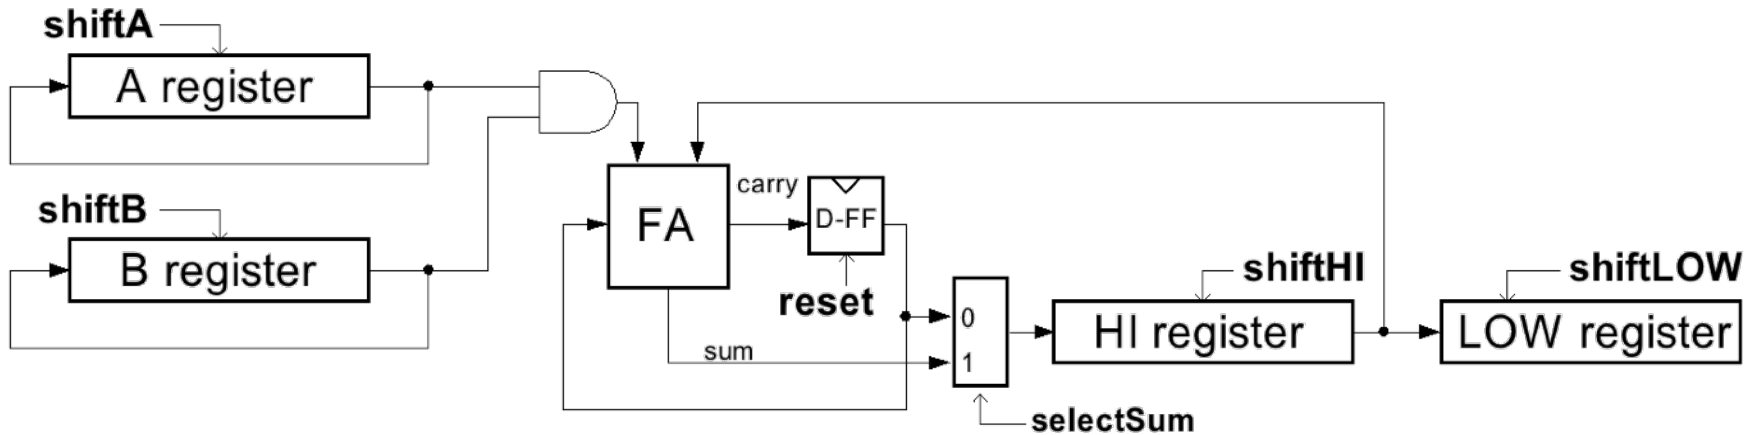 shiftA
A register
shiftB
B register
FA
carry
D-FF
reset
sum
0
1
selectSum
shiftHI
HI register
shiftLOW
LOW register